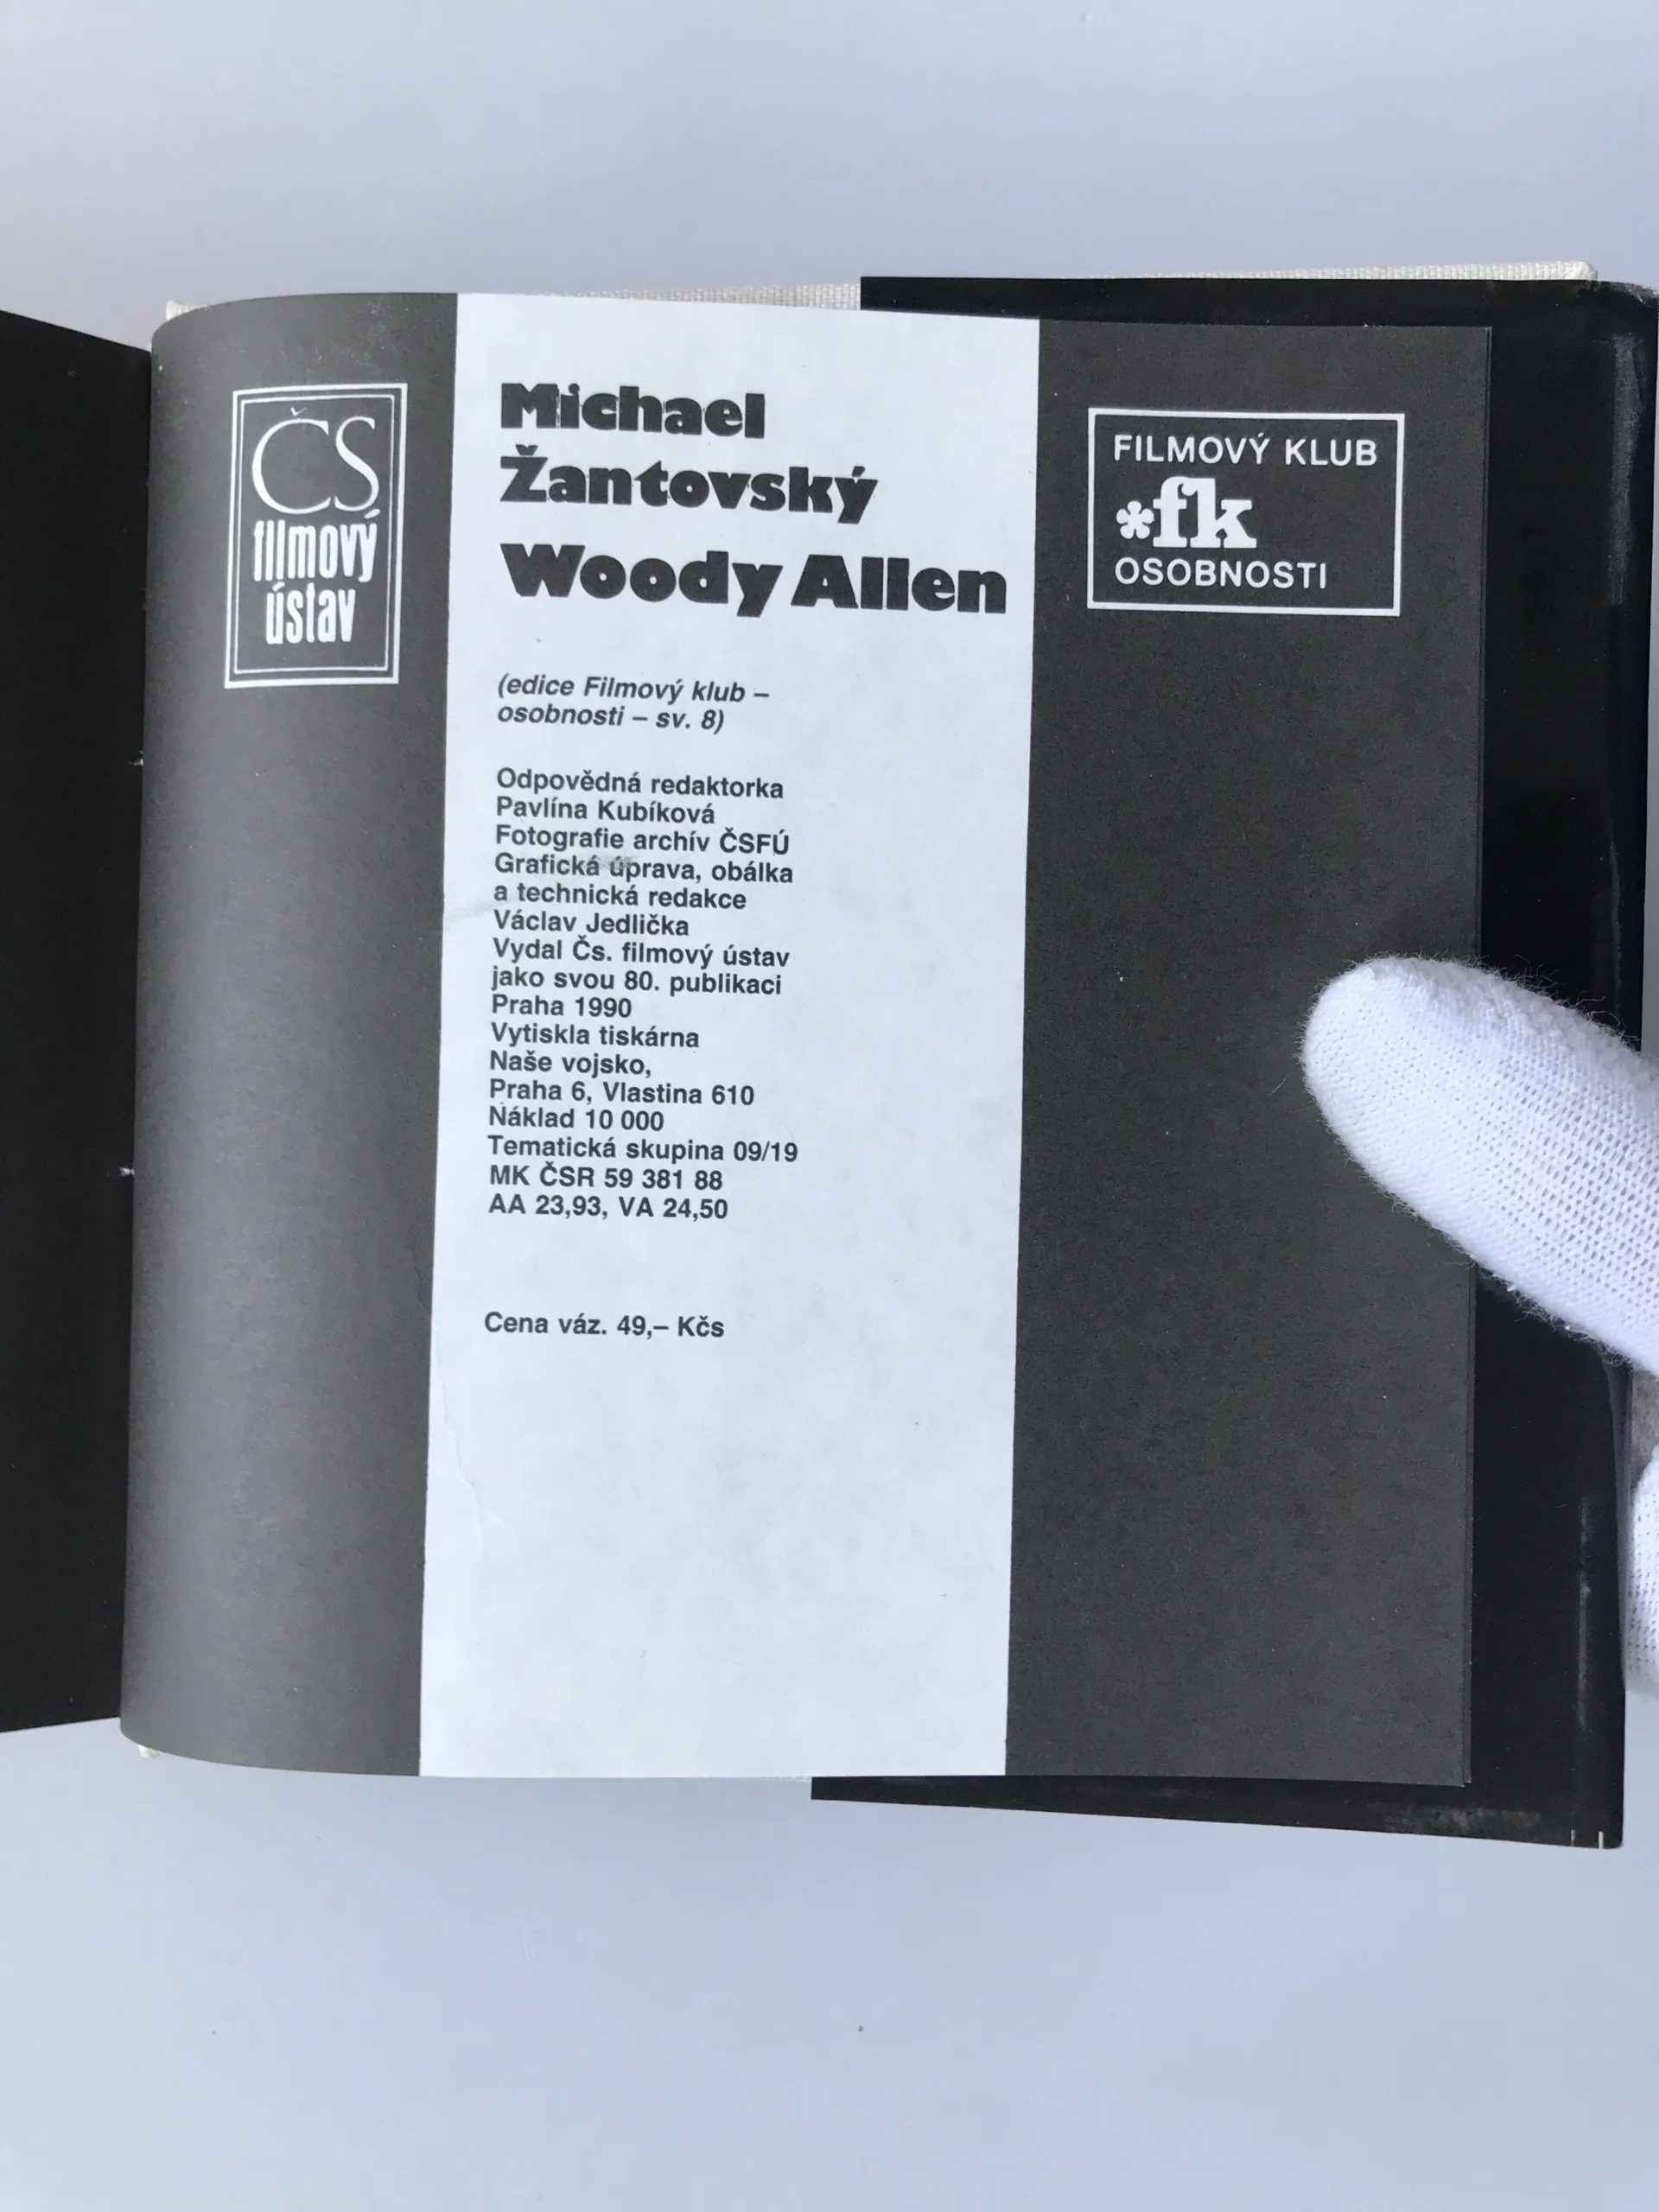 ČS
filmový
ústav
Michael
Žantovský
Woody Allen
FILMOVÝ KLUB
*fk
OSOBNOSTI
(edice Filmový klub –
osobnosti – sv. 8)
Odpovědná redaktorka
Pavlína Kubíková
Fotografie archív ČSFÚ
Grafická úprava, obálka
a technická redakce
Václav Jedlička
Vydal Čs. filmový ústav
jako svou 80. publikaci
Praha 1990
Vytiskla tiskárna
Naše vojsko,
Praha 6, Vlastina 610
Náklad 10 000
Tematická skupina 09/19
MK ČSR 59 381 88
AA 23,93, VA 24,50
Cena váz. 49,– Kčs